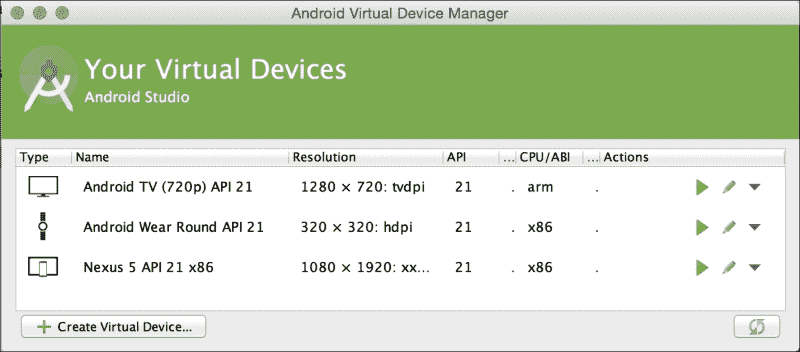 Android Virtual Device Manager
Your Virtual Devices
Android Studio
Type Name Resolution API ... CPU/ABI ... Actions
Android TV (720p) API 21 1280 × 720: tvdpi 21 . arm .
Android Wear Round API 21 320 × 320: hdpi 21 . x86 .
Nexus 5 API 21 x86 1080 × 1920: xx... 21 . x86 .
Create Virtual Device...